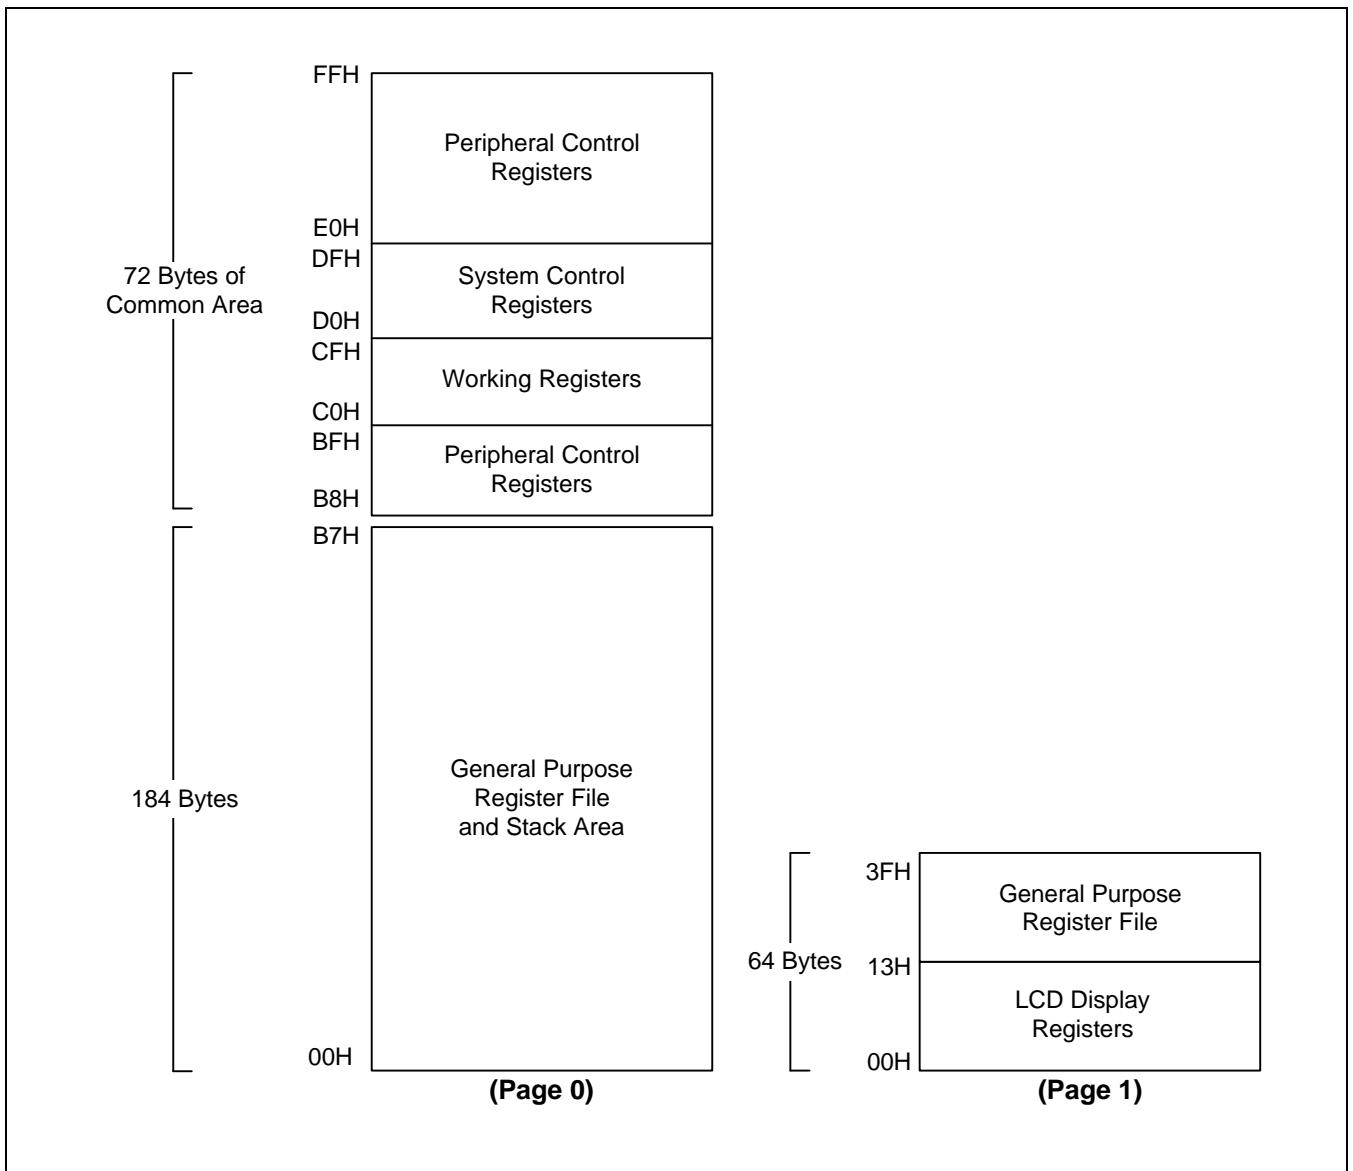 FFH
Peripheral Control
Registers
E0H
DFH
72 Bytes of
Common Area
System Control
Registers
D0H
CFH
Working Registers
C0H
BFH
Peripheral Control
Registers
B8H
B7H
184 Bytes
General Purpose
Register File
and Stack Area
00H
(Page 0)
3FH
General Purpose
Register File
64 Bytes
13H
LCD Display
Registers
00H
(Page 1)